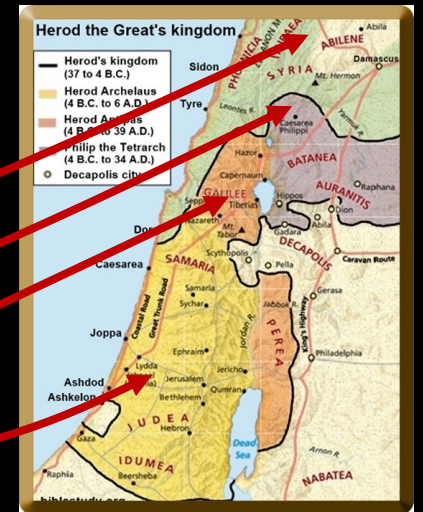 Herod the Great's kingdom
Herod's kingdom
(37 to 4 B.C.)
Herod Archelaus
(4 B.C. to 6 A.D.)
Herod
(4 B.C. to 39 A.D.)
Philip the Tetrarch
(4 B.C. to 34 A.D.)
Decapolis city
PHOENICIA
Abila
ABILENE
Damascus
Sidon
SYRIA
Mt. Hermon
Tyre
Leontes R.
Caesarea
Philippi
Yarmuk R.
Hazor
BATANEA
Capernaum
AURANITIS
Raphana
GALILEE
Hippos
Tiberias
Dion
Nazareth
Mt.
Tabor
Gadara
Abila
DECAPOLIS
Scythopolis
Pella
Caravan Route
Caesarea
SAMARIA
Samaria
Sychar
Coastal Road
Great Trunk Road
Jabbok R.
Gerasa
King's Highway
PEREA
Joppa
Jordan R.
Ephraim
Philadelphia
Lydda
Jericho
Ashdod
Jerusalem
Qumran
Ashkelon
Bethlehem
JUDEA
Hebron
Gaza
Dead
Sea
IDUMEA
Arnon R.
Raphia
Beersheba
NABATEA
biblestudy.org